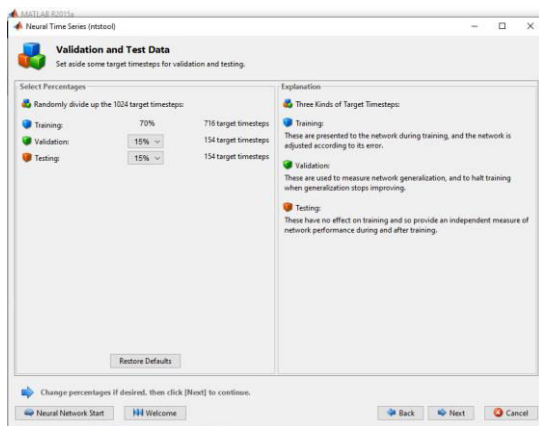 MATLAB R2015a
Neural Time Series (ntstool)
Validation and Test Data
Set aside some target timesteps for validation and testing.
Select Percentages
Randomly divide up the 1024 target timesteps:
Training: 70% 716 target timesteps
Validation: 15% 154 target timesteps
Testing: 15% 154 target timesteps
Restore Defaults
Explanation
Three Kinds of Target Timesteps:
Training:
These are presented to the network during training, and the network is
adjusted according to its error.
Validation:
These are used to measure network generalization, and to halt training
when generalization stops improving.
Testing:
These have no effect on training and so provide an independent measure of
network performance during and after training.
Change percentages if desired, then click [Next] to continue.
Neural Network Start Welcome Back Next Cancel